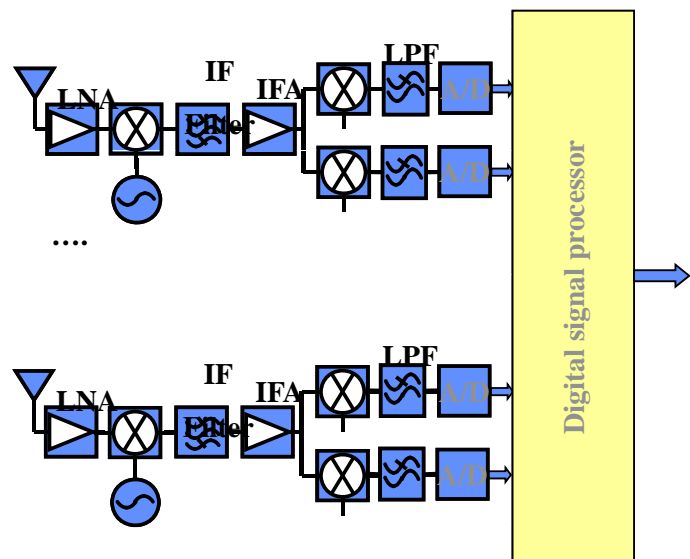 LPF
IF
IFA
LNA
A/D
Filter
A/D
....
Digital signal processor
LPF
IF
IFA
LNA
A/D
Filter
A/D